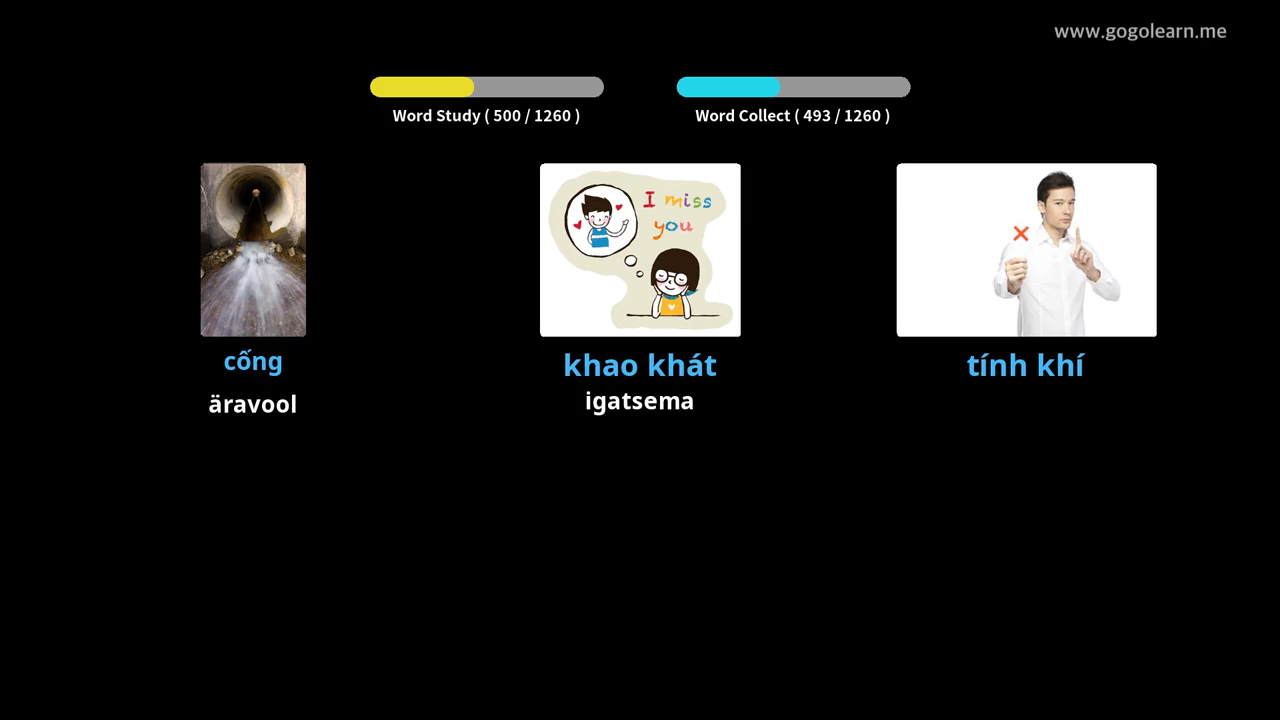 www.gogolearn.me
Word Study ( 500 / 1260 )
Word Collect ( 493 / 1260 )
I miss
you
cống
khao khát
tính khí
äravool
igatsema